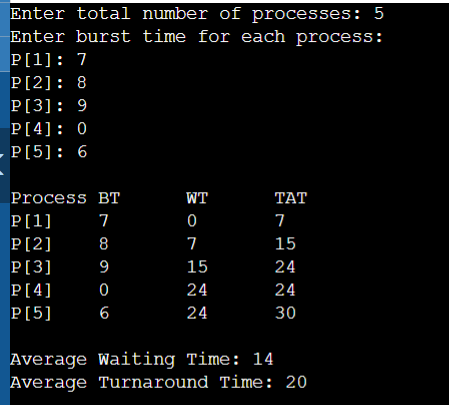 Enter total number of processes: 5
Enter burst time for each process:
P[1]: 7
P[2]: 8
P[3]: 9
P[4]: 0
P[5]: 6
Process BT WT TAT
P[1] 7 0 7
P[2] 8 7 15
P[3] 9 15 24
P[4] 0 24 24
P[5] 6 24 30
Average Waiting Time: 14
Average Turnaround Time: 20